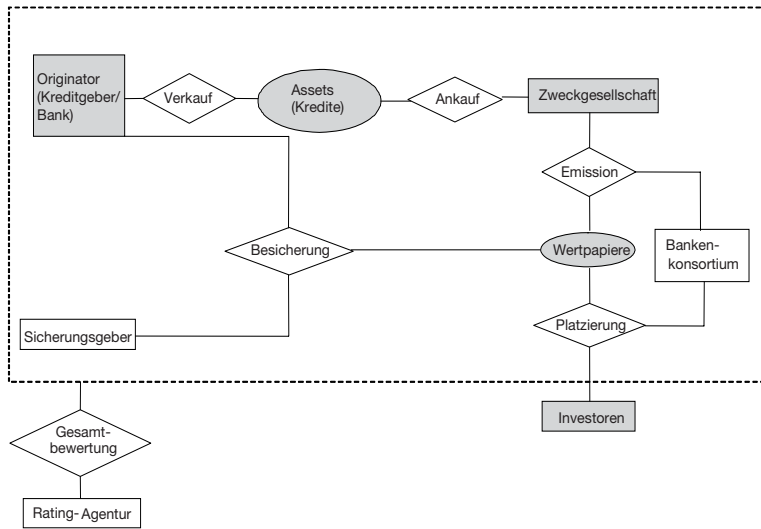 Originator
(Kreditgeber/
Bank)
Verkauf
Assets
(Kredite)
Ankauf
Zweckgesellschaft
Emission
Besicherung
Wertpapiere
Banken-
konsortium
Sicherungsgeber
Platzierung
Investoren
Gesamt-
bewertung
Rating-Agentur